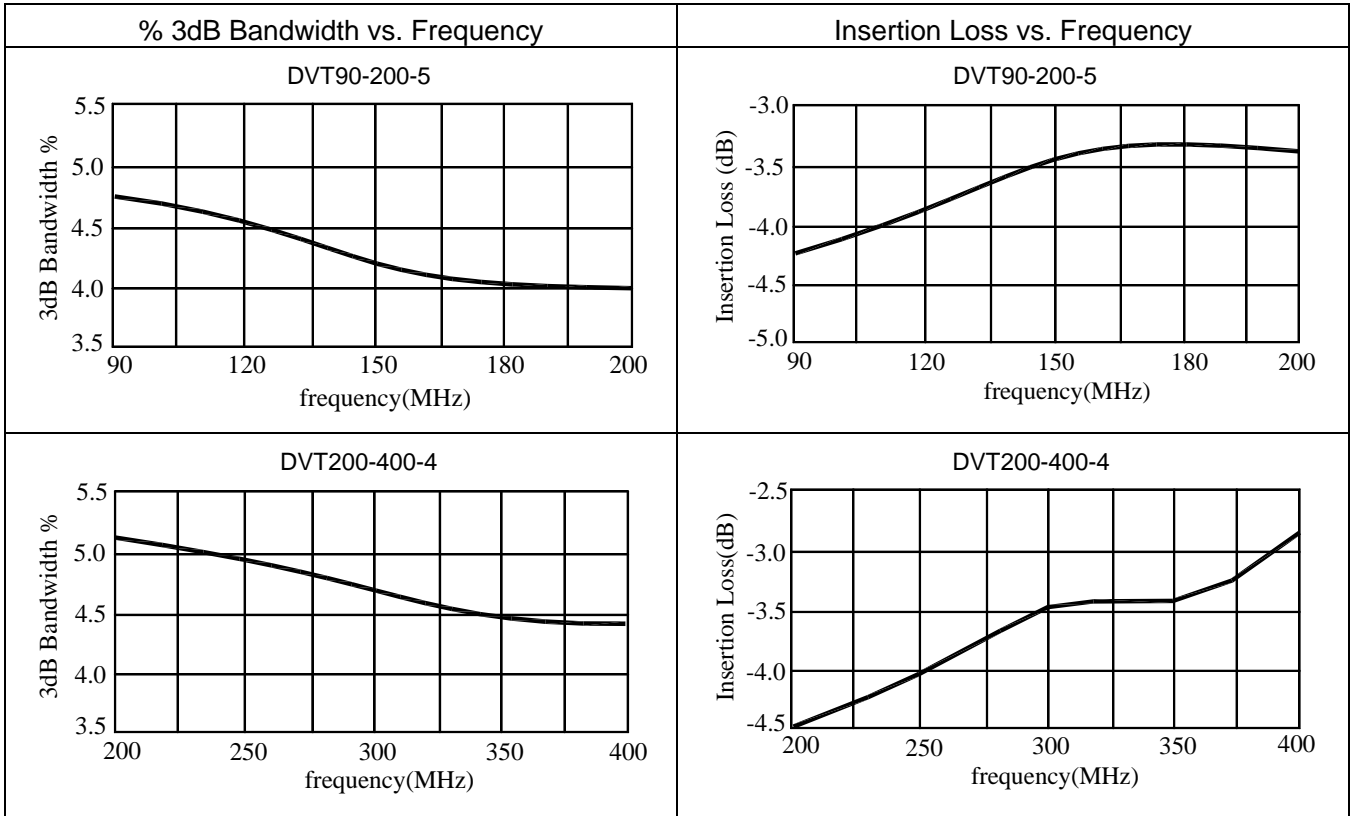 % 3dB Bandwidth vs. Frequency
Insertion Loss vs. Frequency
DVT90-200-5
5.5
5.0
4.5
4.0
3.5
3dB Bandwidth %
90 120 150 180 200
frequency(MHz)
DVT90-200-5
-3.0
-3.5
-4.0
-4.5
-5.0
Insertion Loss (dB)
90 120 150 180 200
frequency(MHz)
DVT200-400-4
5.5
5.0
4.5
4.0
3.5
3dB Bandwidth %
200 250 300 350 400
frequency(MHz)
DVT200-400-4
-2.5
-3.0
-3.5
-4.0
-4.5
Insertion Loss(dB)
200 250 300 350 400
frequency(MHz)